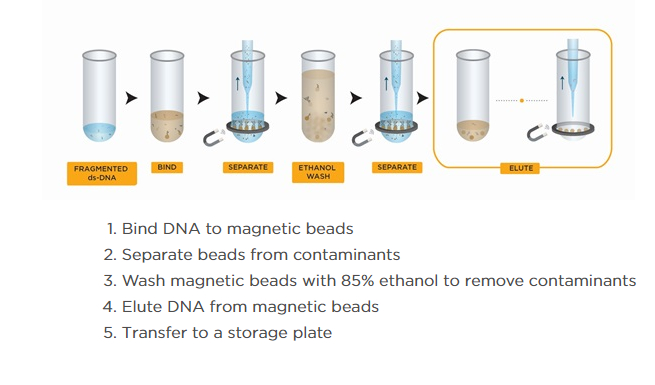 FRAGMENTED
ds-DNA
BIND
SEPARATE
ETHANOL
WASH
SEPARATE
ELUTE
1. Bind DNA to magnetic beads
2. Separate beads from contaminants
3. Wash magnetic beads with 85% ethanol to remove contaminants
4. Elute DNA from magnetic beads
5. Transfer to a storage plate